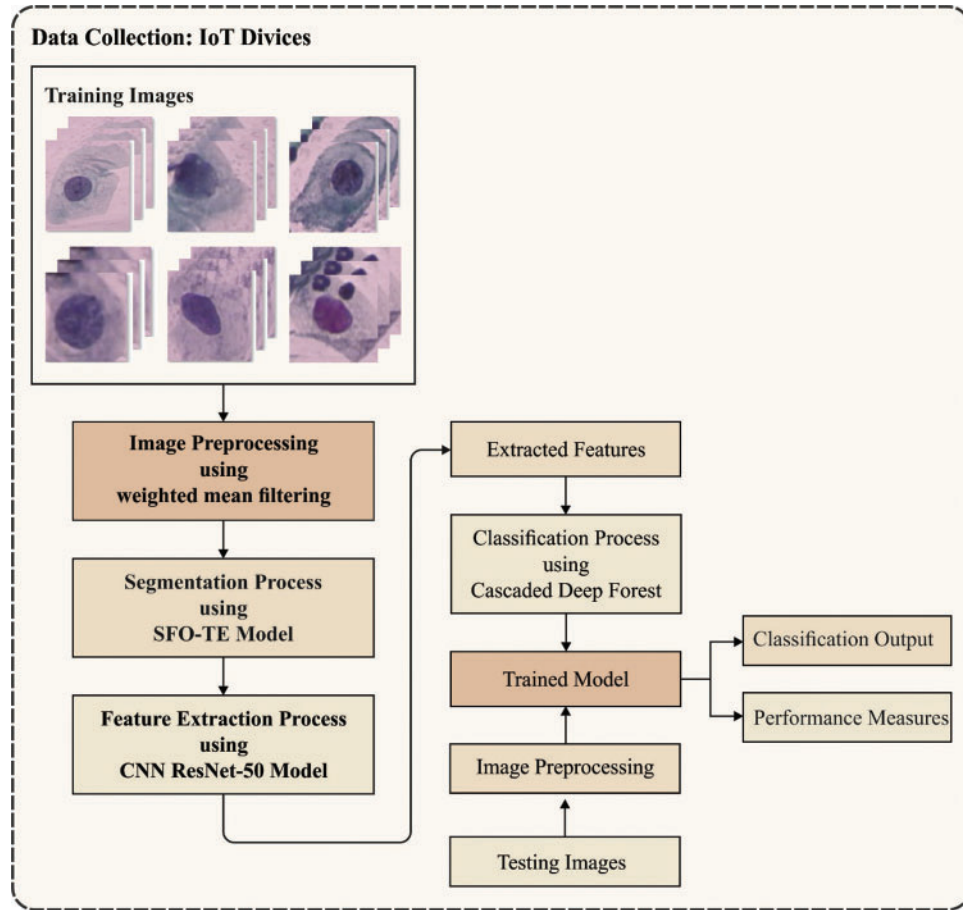 Data Collection: IoT Divices
Training Images
Image Preprocessing
using
weighted mean filtering
Segmentation Process
using
SFO-TE Model
Feature Extraction Process
using
CNN ResNet-50 Model
Extracted Features
Classification Process
using
Cascaded Deep Forest
Trained Model
Image Preprocessing
Testing Images
Classification Output
Performance Measures